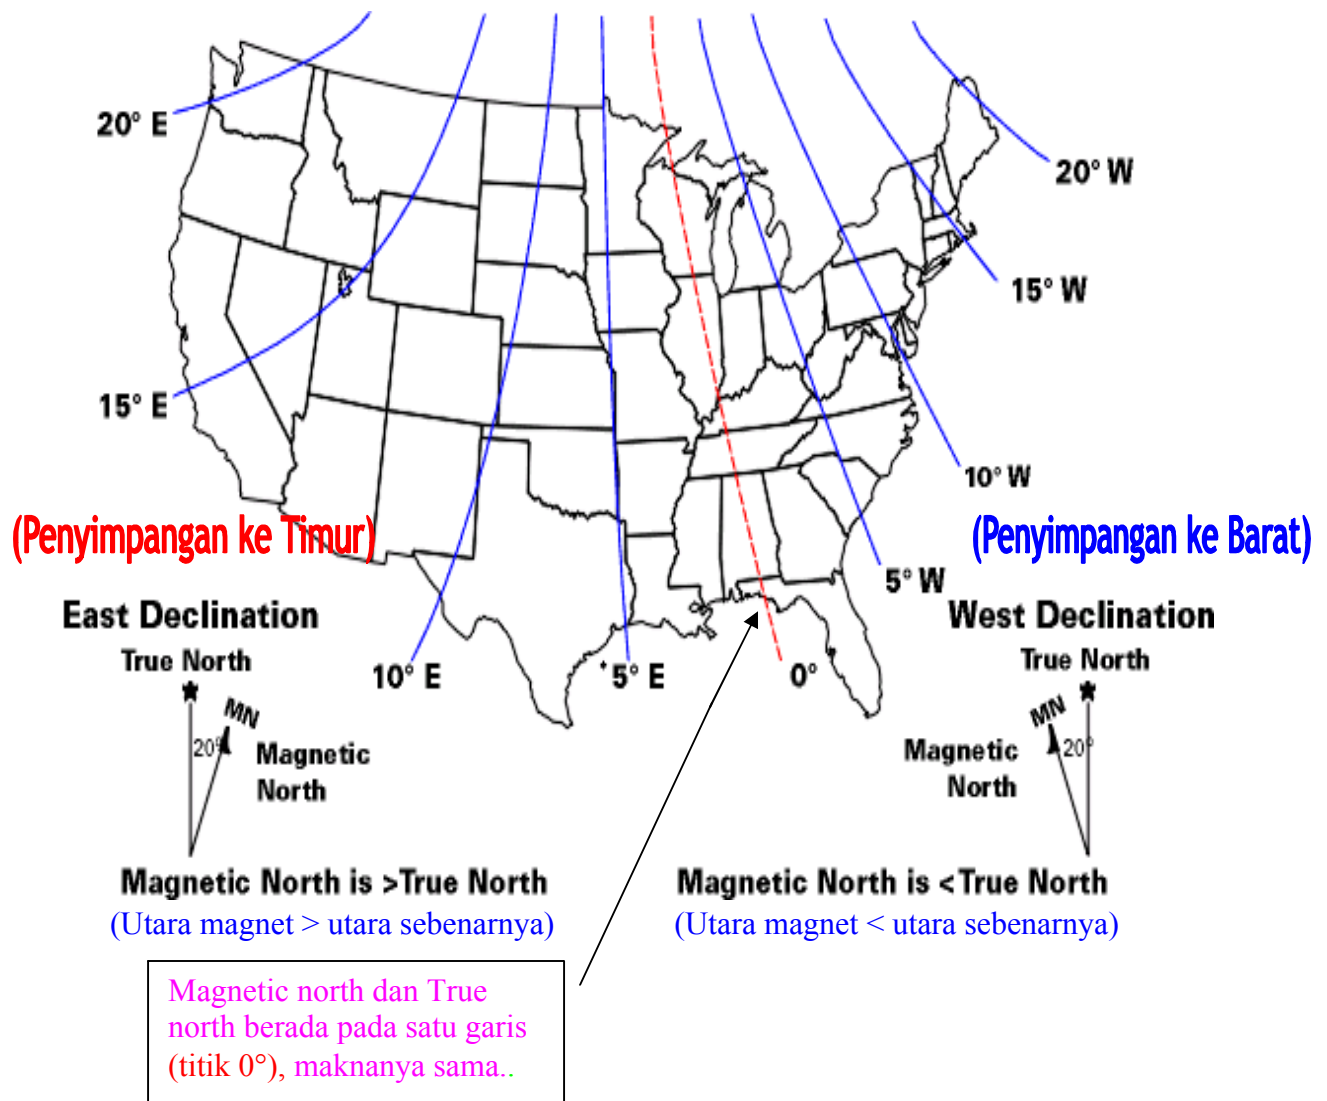 20° E
20° W
15° W
15° E
10° W
(Penyimpangan ke Timur)
(Penyimpangan ke Barat)
5° W
East Declination
West Declination
True North
True North
10° E
5° E
0°
MN
MN
20°
20°
Magnetic
North
Magnetic
North
Magnetic North is >True North
Magnetic North is <True North
(Utara magnet > utara sebenarnya)
(Utara magnet < utara sebenarnya)
Magnetic north dan True
north berada pada satu garis
(titik 0°), maknanya sama..